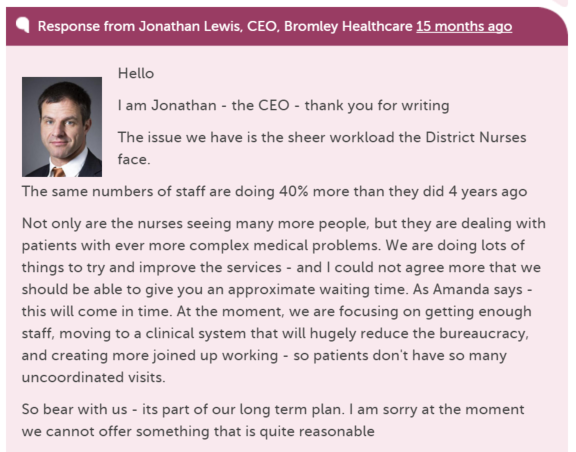 Response from Jonathan Lewis, CEO, Bromley Healthcare 15 months ago
Hello
I am Jonathan - the CEO - thank you for writing
The issue we have is the sheer workload the District Nurses
face.
The same numbers of staff are doing 40% more than they did 4 years ago
Not only are the nurses seeing many more people, but they are dealing with
patients with ever more complex medical problems. We are doing lots of
things to try and improve the services - and I could not agree more that we
should be able to give you an approximate waiting time. As Amanda says -
this will come in time. At the moment, we are focusing on getting enough
staff, moving to a clinical system that will hugely reduce the bureaucracy,
and creating more joined up working - so patients don't have so many
uncoordinated visits.
So bear with us - its part of our long term plan. I am sorry at the moment
we cannot offer something that is quite reasonable